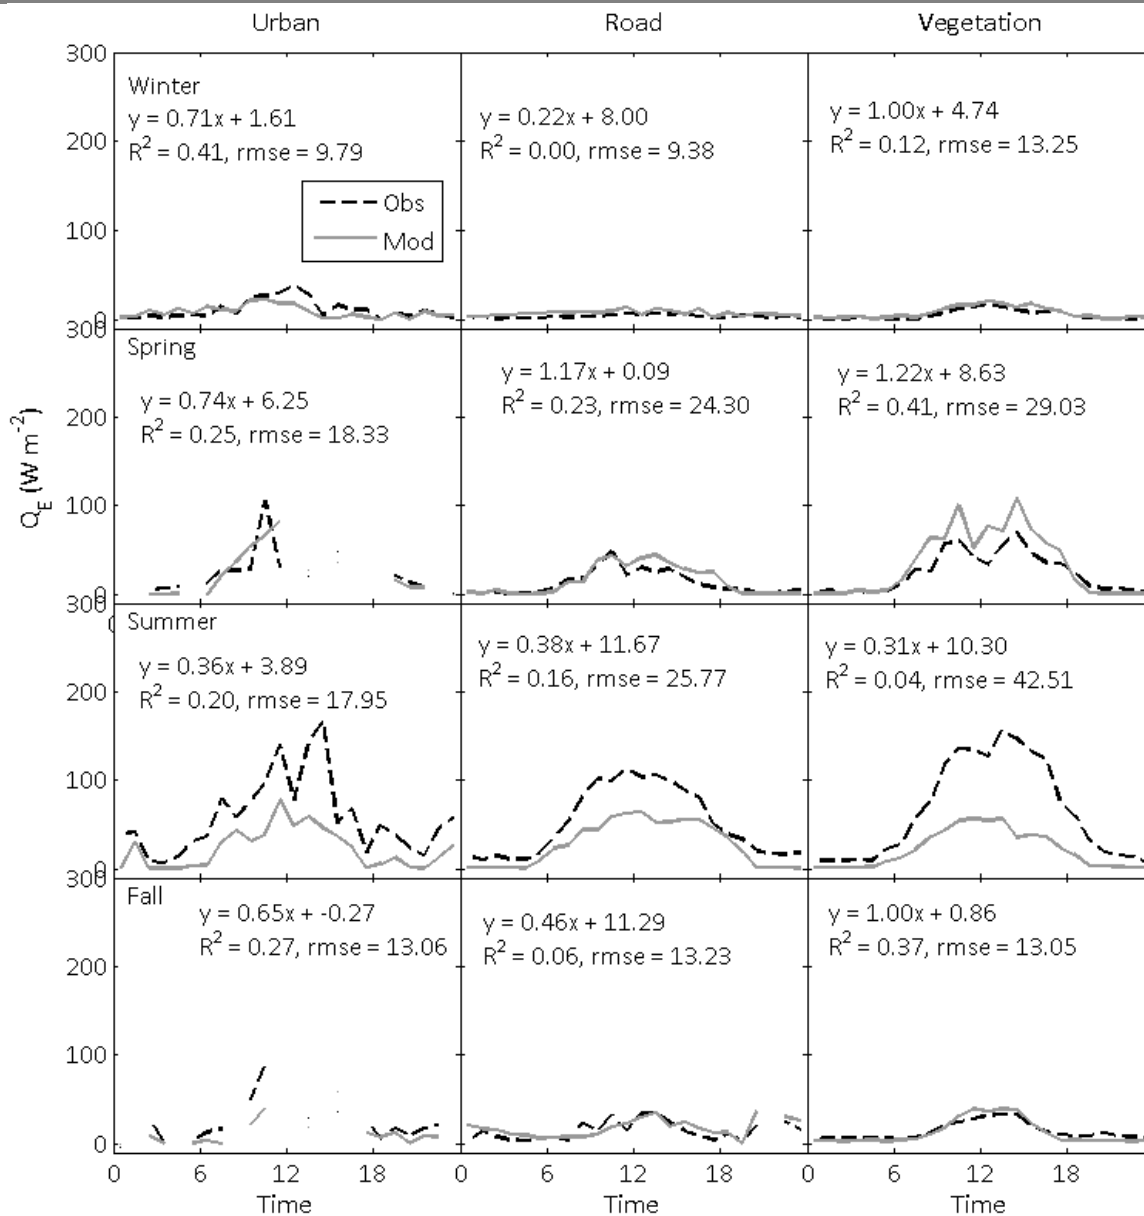 Urban Road Vegetation
300
Winter
y = 0.71x + 1.61
R² = 0.41, rmse = 9.79
y = 0.22x + 8.00
R² = 0.00, rmse = 9.38
y = 1.00x + 4.74
R² = 0.12, rmse = 13.25
200
Obs
Mod
100
0
300
Spring
y = 0.74x + 6.25
R² = 0.25, rmse = 18.33
y = 1.17x + 0.09
R² = 0.23, rmse = 24.30
y = 1.22x + 8.63
R² = 0.41, rmse = 29.03
200
Q_E (W m⁻²)
100
0
300
Summer
y = 0.36x + 3.89
R² = 0.20, rmse = 17.95
y = 0.38x + 11.67
R² = 0.16, rmse = 25.77
y = 0.31x + 10.30
R² = 0.04, rmse = 42.51
200
100
0
300
Fall
y = 0.65x + -0.27
R² = 0.27, rmse = 13.06
y = 0.46x + 11.29
R² = 0.06, rmse = 13.23
y = 1.00x + 0.86
R² = 0.37, rmse = 13.05
200
100
0
0 6 12 18 0 6 12 18 0 6 12 18
Time Time Time